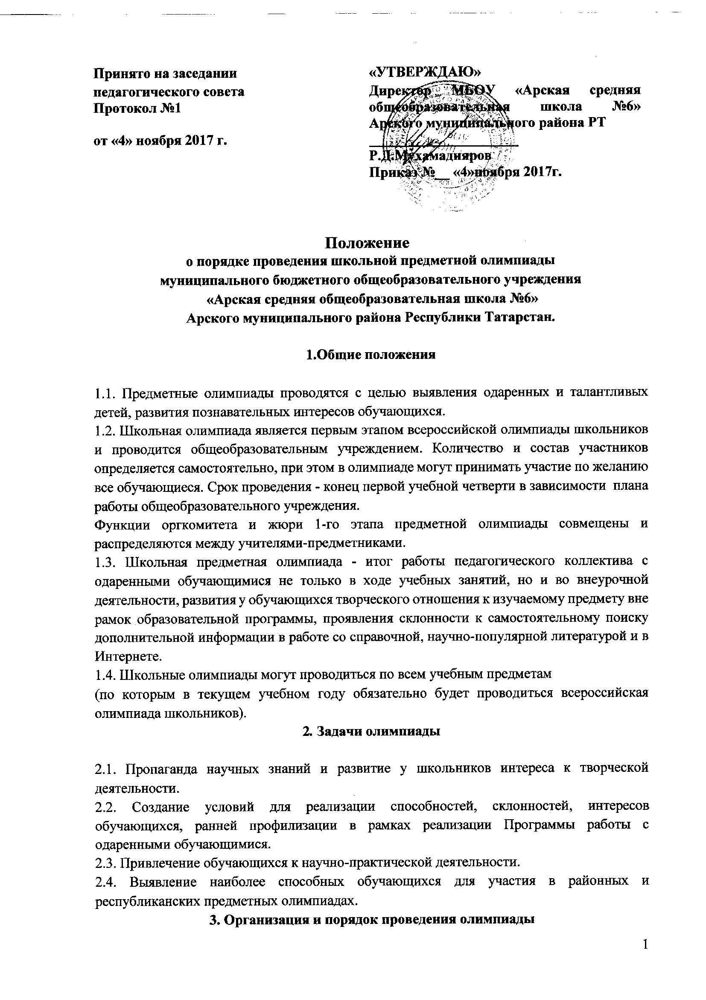 Принято на заседании
педагогического совета
Протокол №1
от «4» ноября 2017 г.
«УТВЕРЖДАЮ»
Директор МБОУ «Арская средняя
общеобразовательная школа №6»
Арского муниципального района РТ
Р.Д.Мухамадияров
Приказ №__ «4»ноября 2017г.
Положение
о порядке проведения школьной предметной олимпиады
муниципального бюджетного общеобразовательного учреждения
«Арская средняя общеобразовательная школа №6»
Арского муниципального района Республики Татарстан.
1.Общие положения
1.1. Предметные олимпиады проводятся с целью выявления одаренных и талантливых
детей, развития познавательных интересов обучающихся.
1.2. Школьная олимпиада является первым этапом всероссийской олимпиады школьников
и проводится общеобразовательным учреждением. Количество и состав участников
определяется самостоятельно, при этом в олимпиаде могут принимать участие по желанию
все обучающиеся. Срок проведения - конец первой учебной четверти в зависимости плана
работы общеобразовательного учреждения.
Функции оргкомитета и жюри 1-го этапа предметной олимпиады совмещены и
распределяются между учителями-предметниками.
1.3. Школьная предметная олимпиада - итог работы педагогического коллектива с
одаренными обучающимися не только в ходе учебных занятий, но и во внеурочной
деятельности, развития у обучающихся творческого отношения к изучаемому предмету вне
рамок образовательной программы, проявления склонности к самостоятельному поиску
дополнительной информации в работе со справочной, научно-популярной литературой и в
Интернете.
1.4. Школьные олимпиады могут проводиться по всем учебным предметам
(по которым в текущем учебном году обязательно будет проводиться всероссийская
олимпиада школьников).
2. Задачи олимпиады
2.1. Пропаганда научных знаний и развитие у школьников интереса к творческой
деятельности.
2.2. Создание условий для реализации способностей, склонностей, интересов
обучающихся, ранней профилизации в рамках реализации Программы работы с
одаренными обучающимися.
2.3. Привлечение обучающихся к научно-практической деятельности.
2.4. Выявление наиболее способных обучающихся для участия в районных и
республиканских предметных олимпиадах.
3. Организация и порядок проведения олимпиады
1